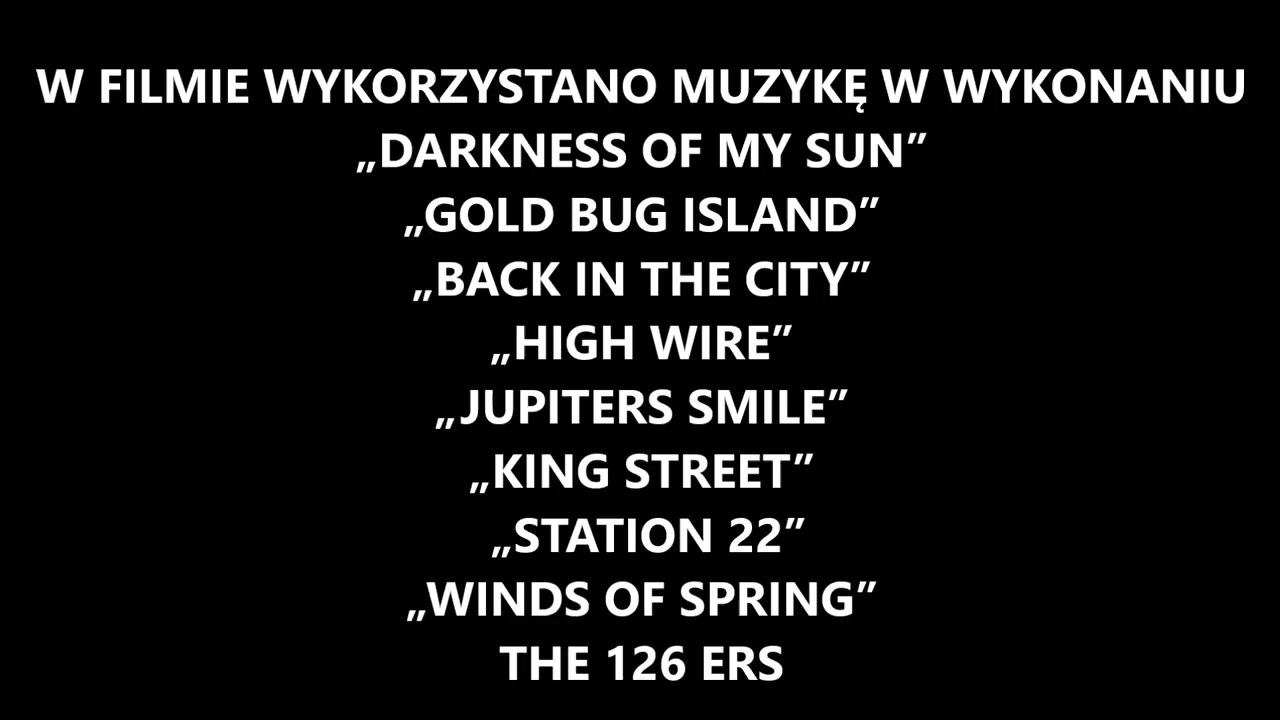 W FILMIE WYKORZYSTANO MUZYKĘ W WYKONANIU
„DARKNESS OF MY SUN”
„GOLD BUG ISLAND”
„BACK IN THE CITY”
„HIGH WIRE”
„JUPITERS SMILE”
„KING STREET”
„STATION 22”
„WINDS OF SPRING”
THE 126 ERS